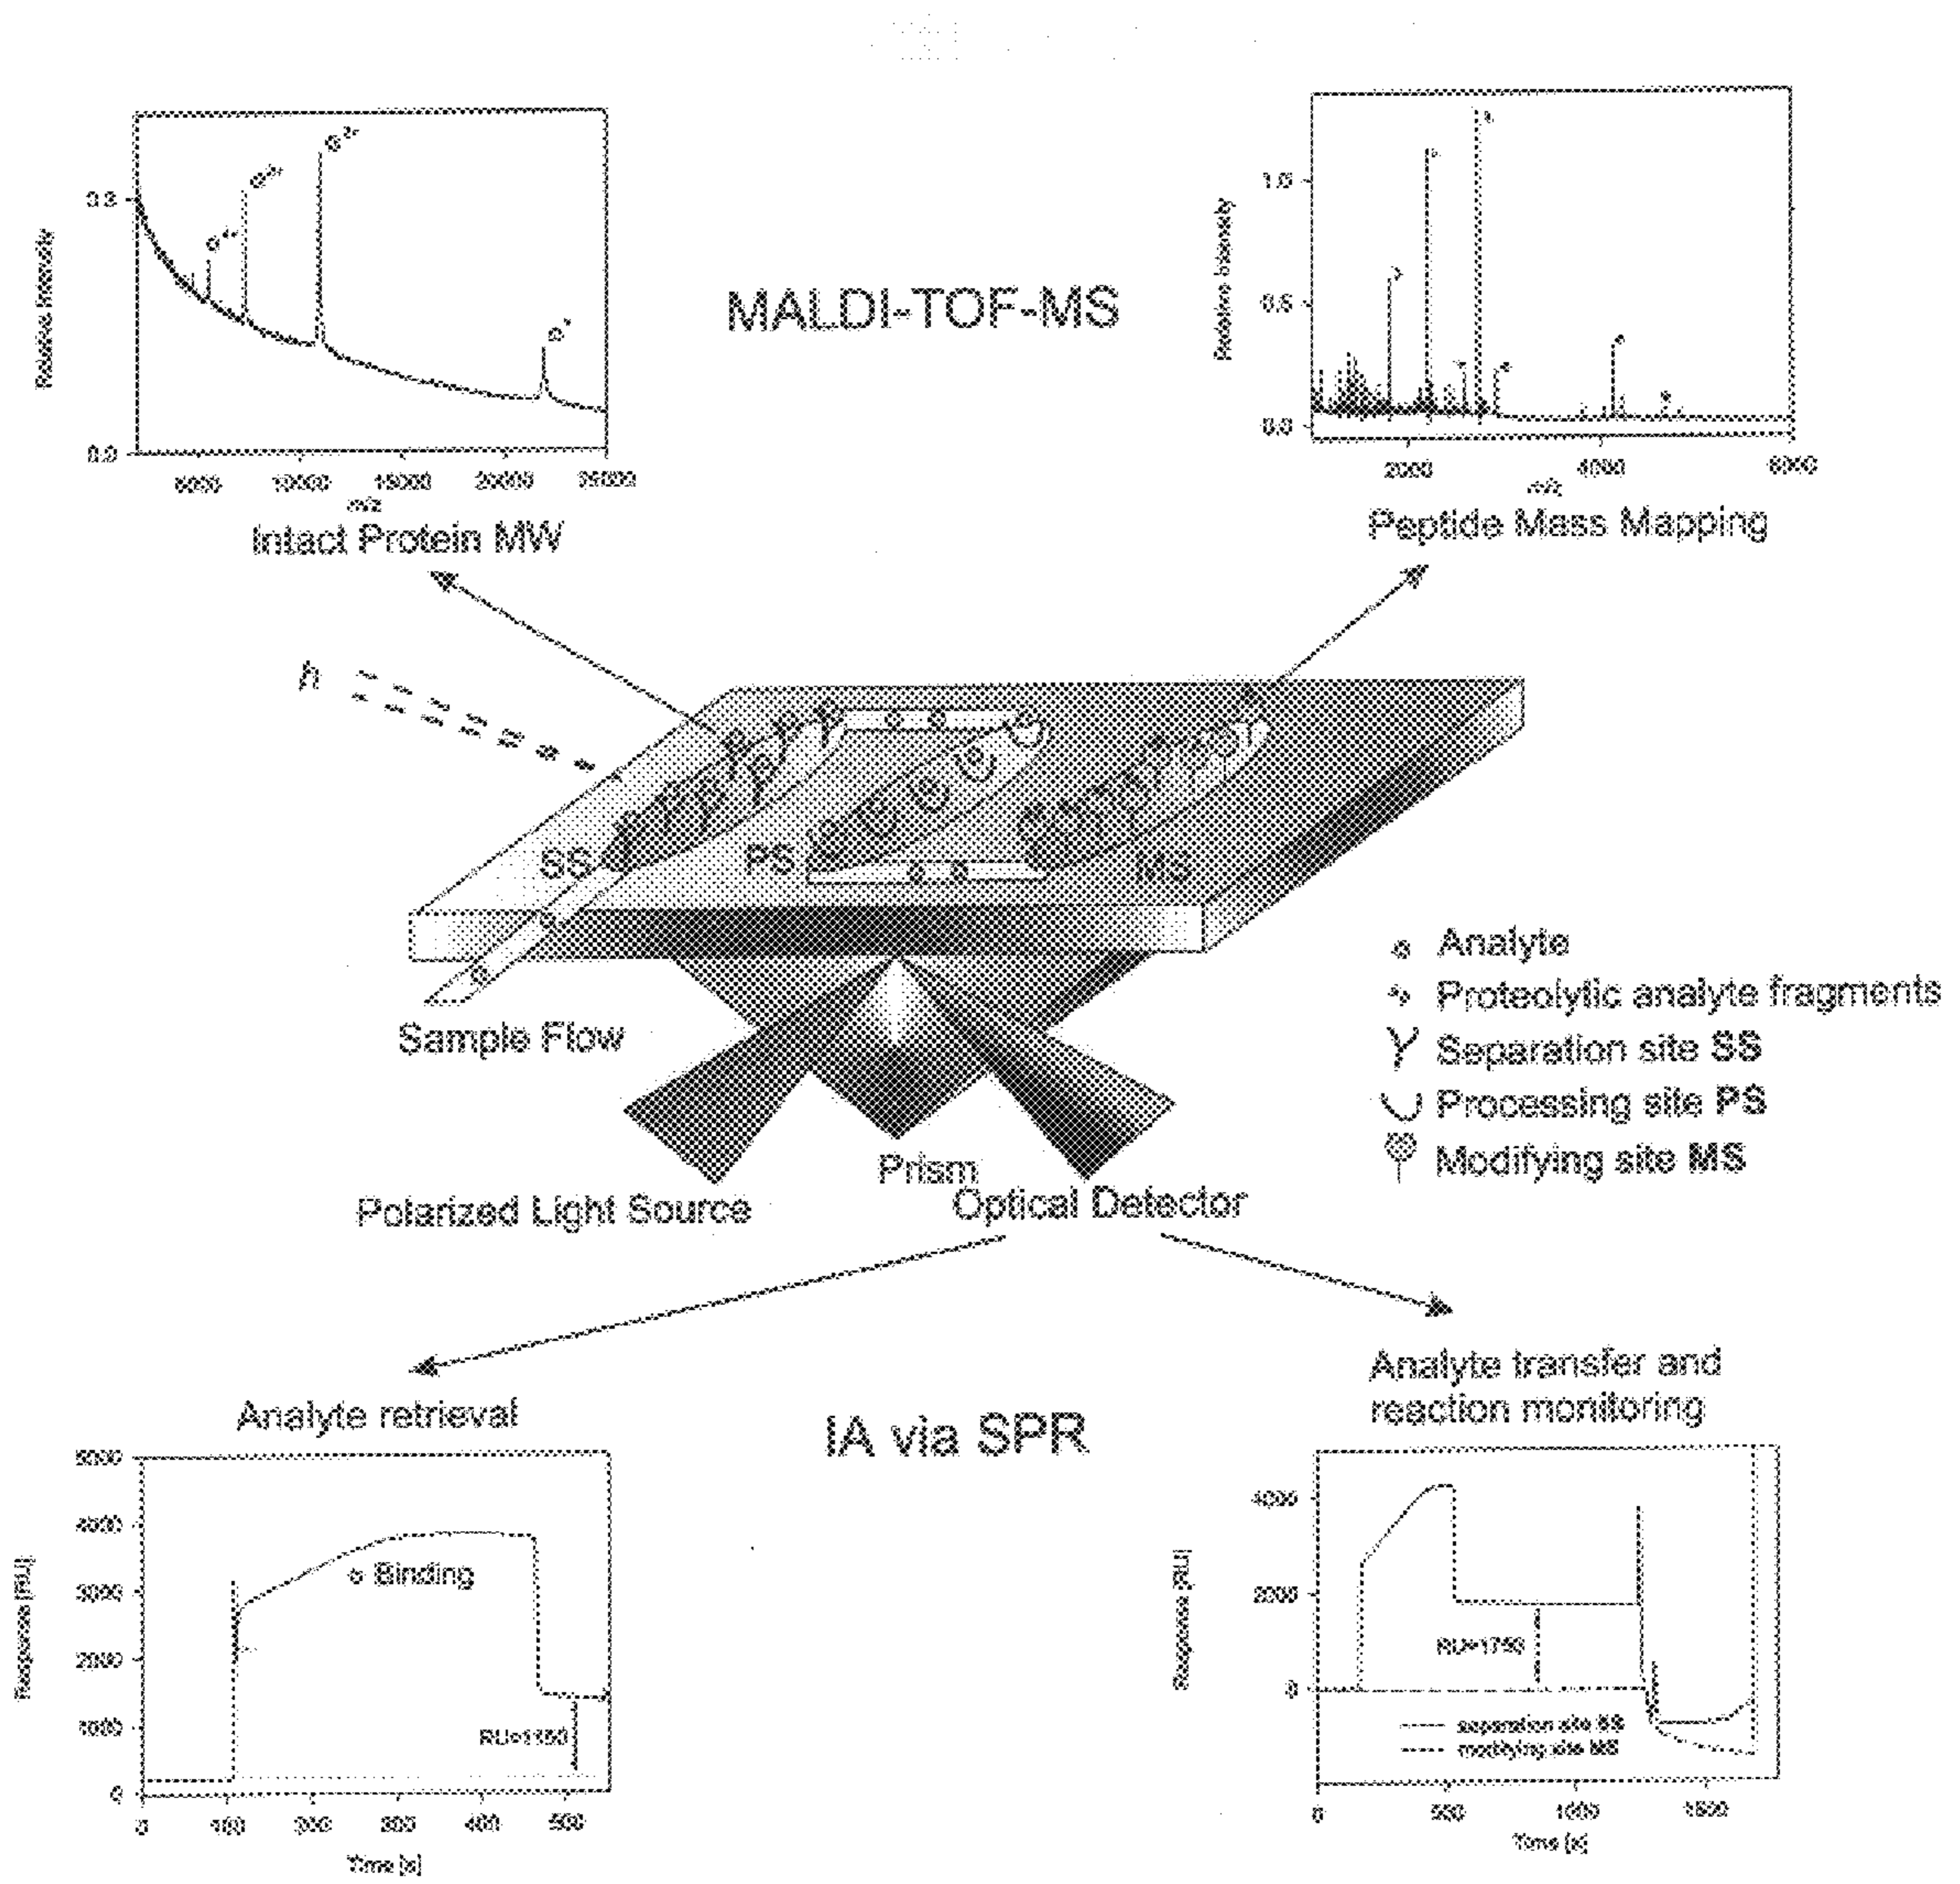 0.3
0.0
Relative Intensity
5000 10000 15000 20000 25000
m/z
Intact Protein MW
MALDI-TOF-MS
1.0
0.5
0.0
Relative Intensity
2000 4000 6000
m/z
Peptide Mass Mapping
h
SS
PS
MS
Sample Flow
Prism
Polarized Light Source
Optical Detector
Analyte
Proteolytic analyte fragments
Separation site SS
Processing site PS
Modifying site MS
Analyte retrieval
IA via SPR
Analyte transfer and
reaction monitoring
5000
4000
3000
2000
1000
0
Response [RU]
Binding
RU=1150
0 100 200 300 400 500
Time [s]
4000
2000
0
Response [RU]
RU=1750
separation site SS
modifying site MS
0 500 1000 1500
Time [s]